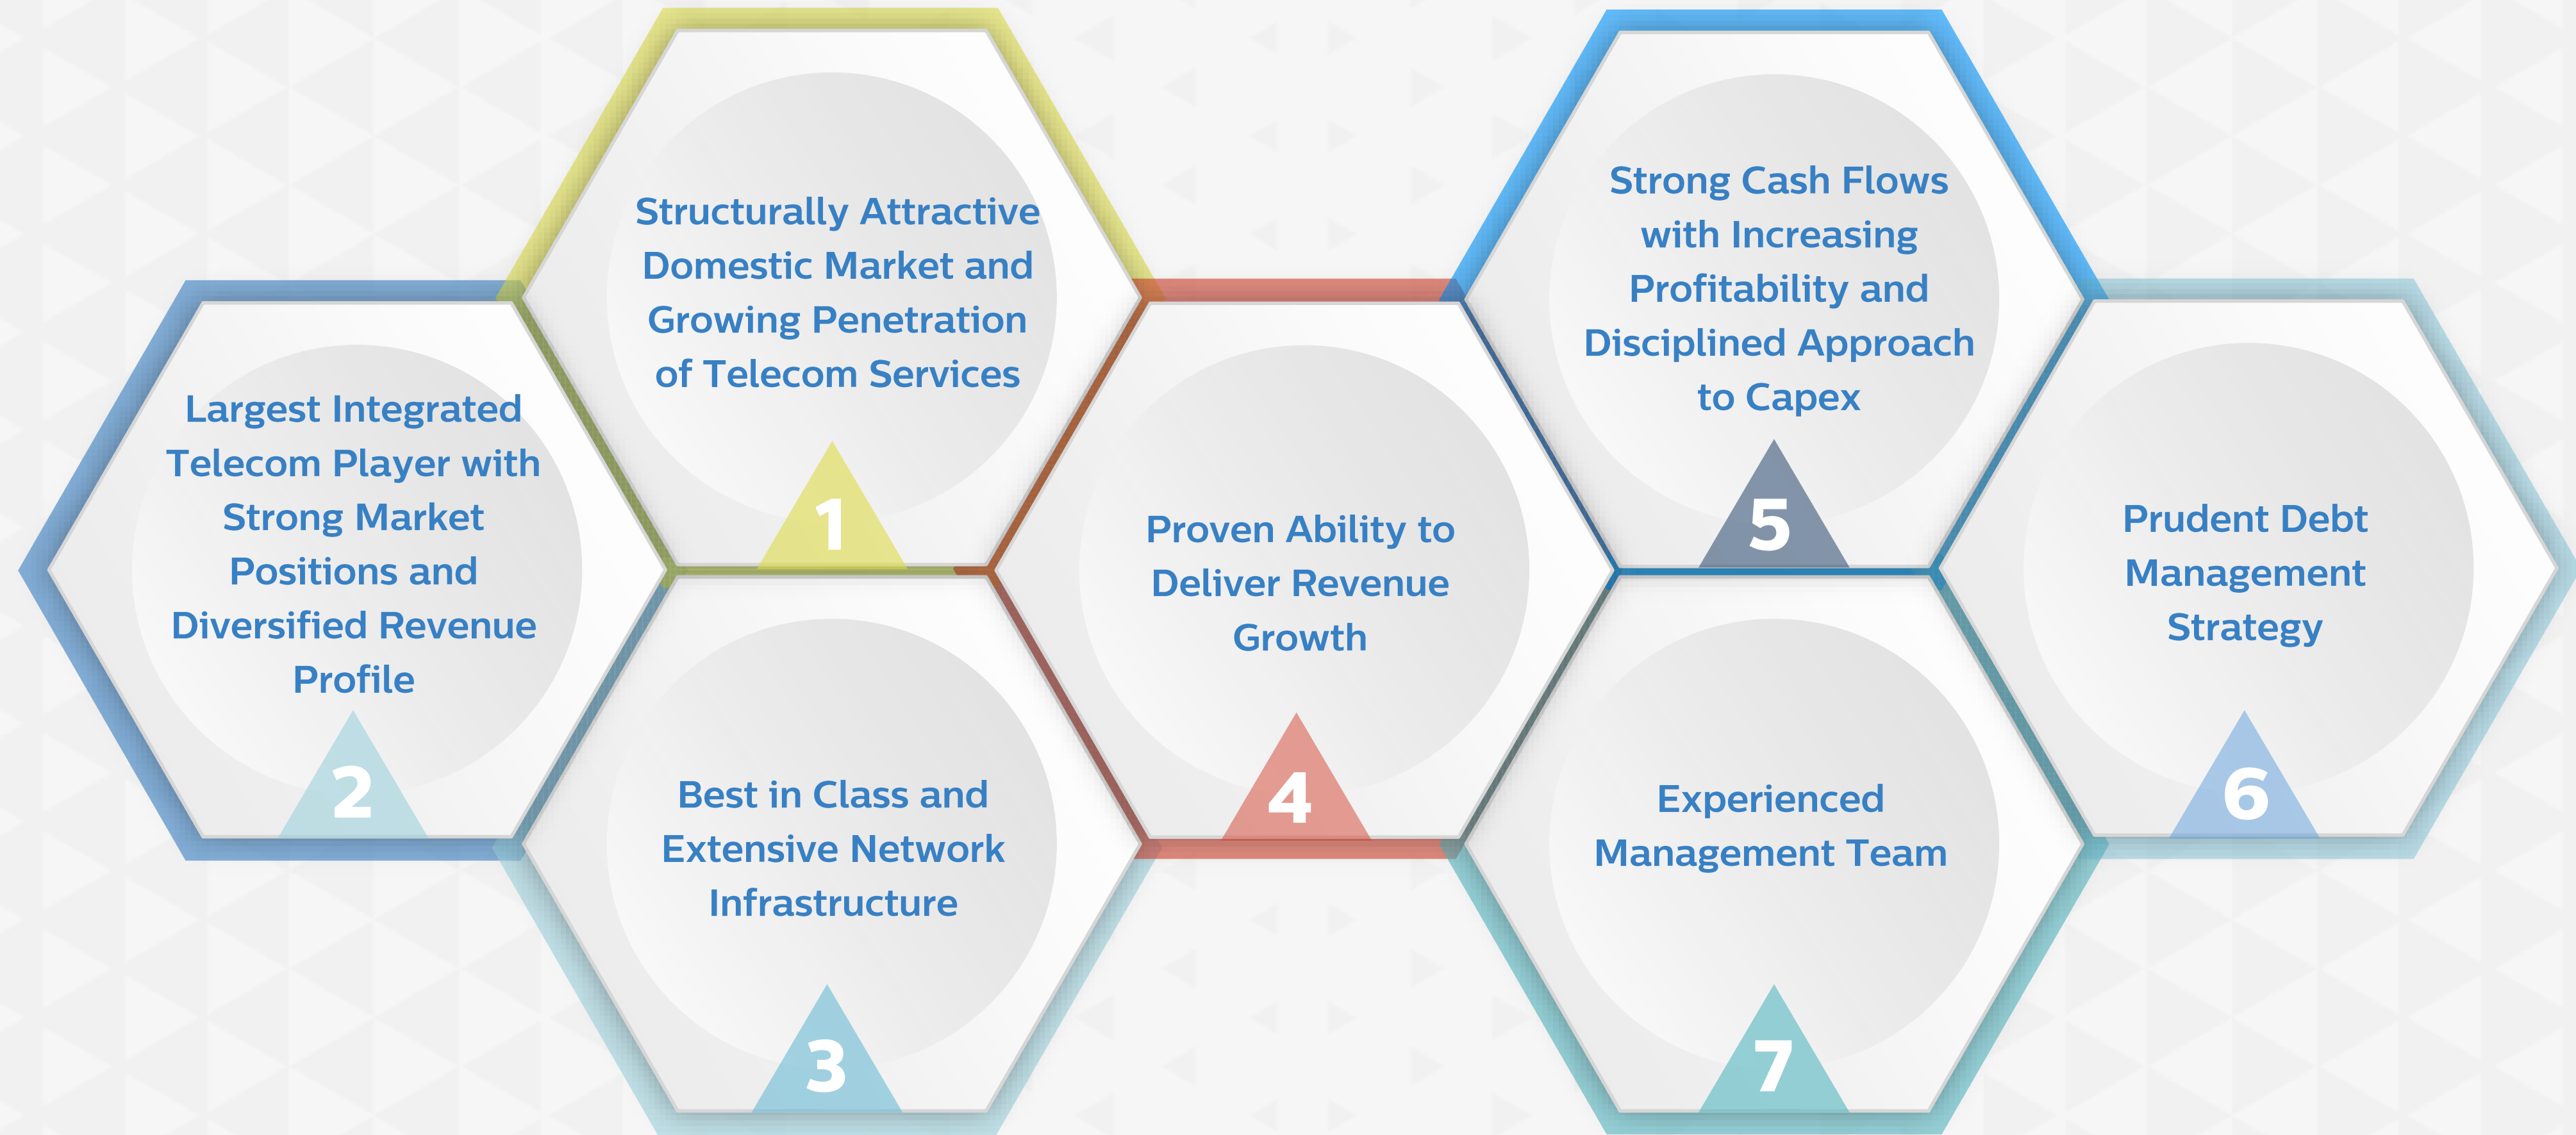 Structurally Attractive
Domestic Market and
Growing Penetration
of Telecom Services
1
Largest Integrated
Telecom Player with
Strong Market
Positions and
Diversified Revenue
Profile
2
Best in Class and
Extensive Network
Infrastructure
3
Proven Ability to
Deliver Revenue
Growth
4
Strong Cash Flows
with Increasing
Profitability and
Disciplined Approach
to Capex
5
Prudent Debt
Management
Strategy
6
Experienced
Management Team
7